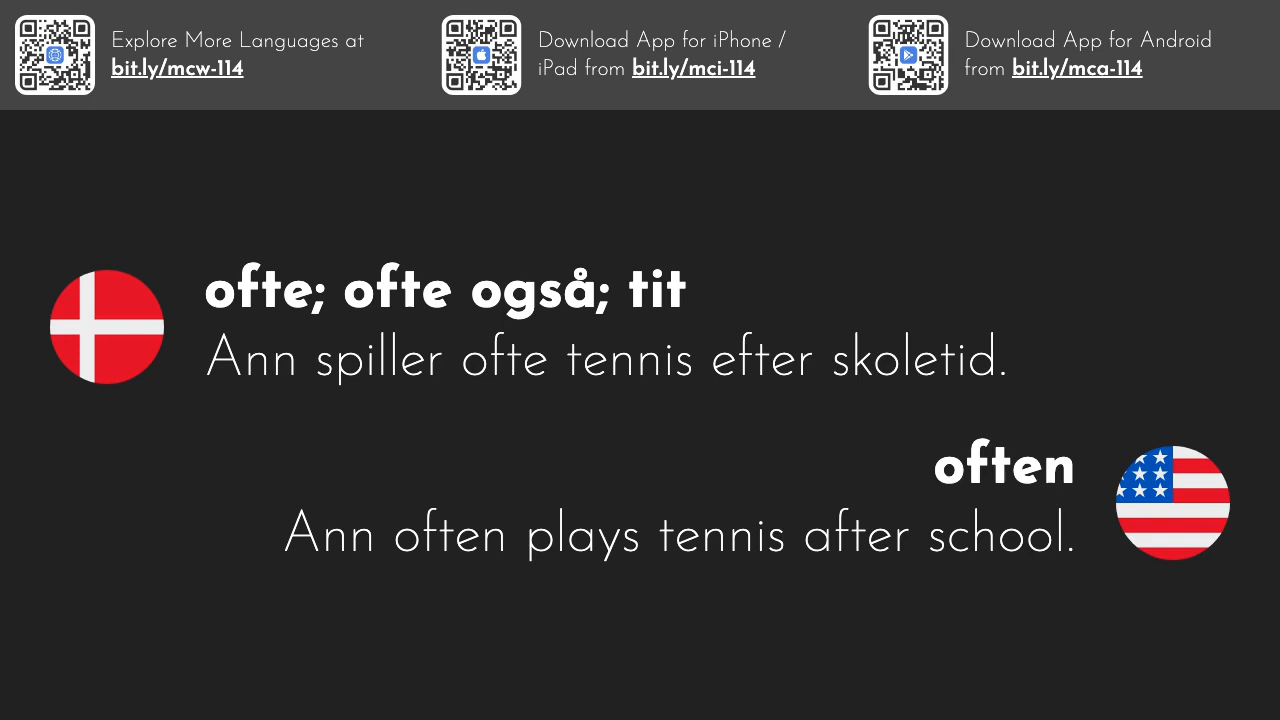 Explore More Languages at
bit.ly/mcw-114
Download App for iPhone /
iPad from bit.ly/mci-114
Download App for Android
from bit.ly/mca-114
ofte; ofte også; tit
Ann spiller ofte tennis efter skoletid.
often
Ann often plays tennis after school.